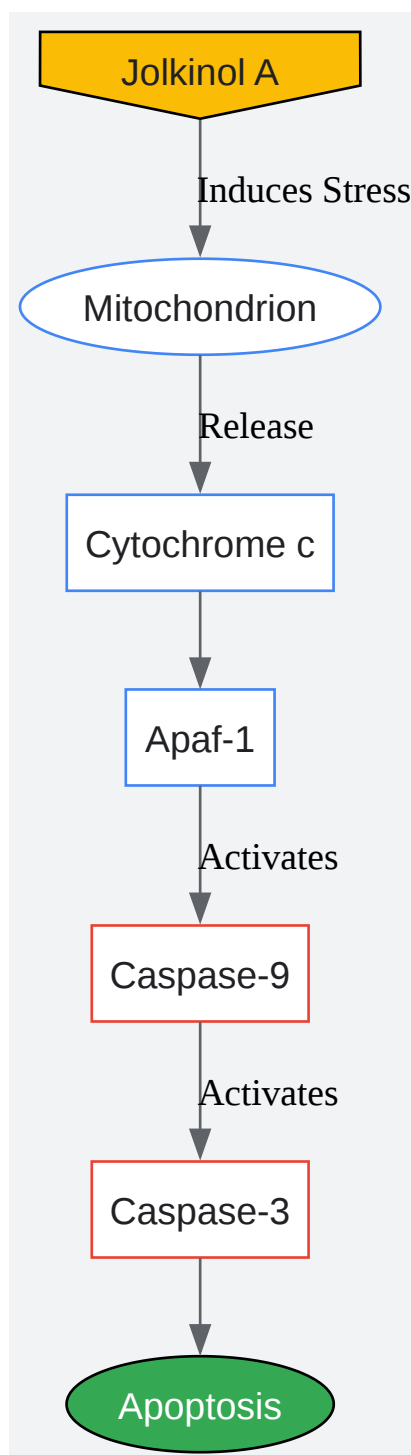 Jolkinol A
Induces Stress
Mitochondrion
Release
Cytochrome c
Apaf-1
Activates
Caspase-9
Activates
Caspase-3
Apoptosis